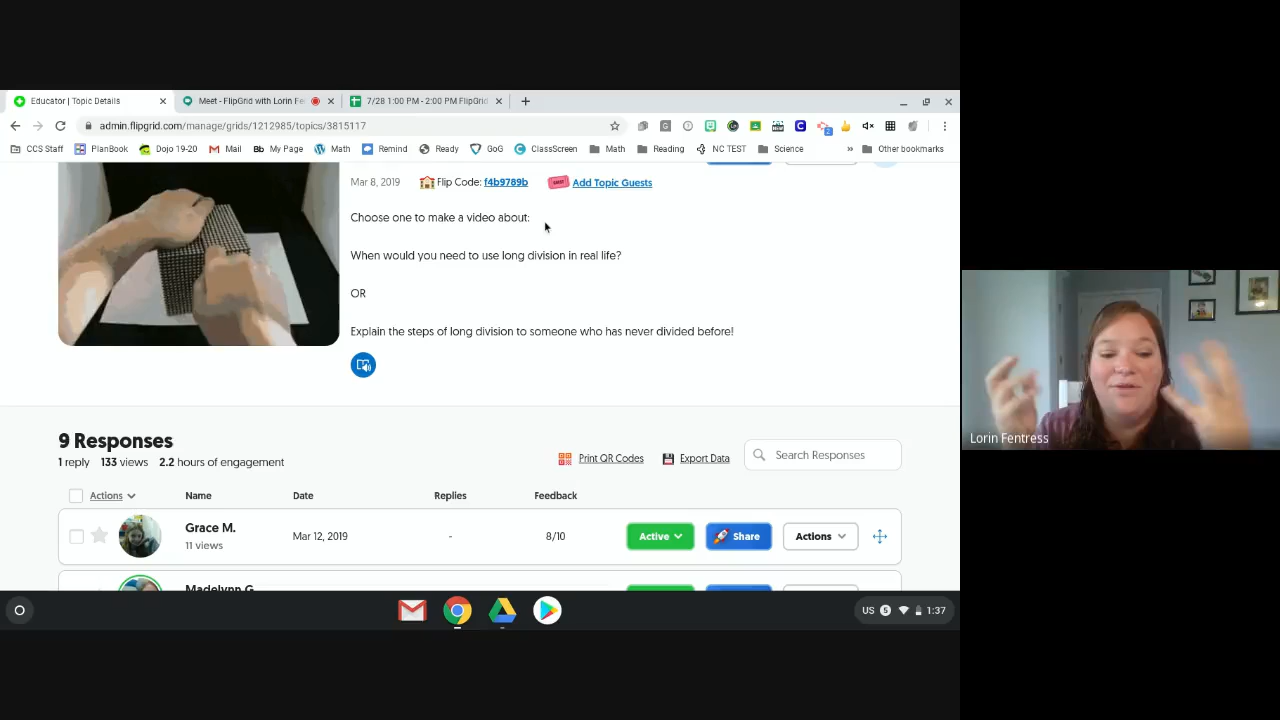 Educator | Topic Details
Meet - FlipGrid with Lorin Fe
7/28 1:00 PM - 2:00 PM FlipGrid
admin.flipgrid.com/manage/grids/1212985/topics/3815117
CCS Staff PlanBook Dojo 19-20 Mail Bb My Page Math Remind Ready GoG ClassScreen Math Reading NC TEST Science » Other bookmarks
Mar 8, 2019 Flip Code: f4b9789b Add Topic Guests
Choose one to make a video about:
When would you need to use long division in real life?
OR
Explain the steps of long division to someone who has never divided before!
9 Responses
1 reply 133 views 2.2 hours of engagement
Print QR Codes Export Data Search Responses
Actions Name Date Replies Feedback
Grace M. Mar 12, 2019 - 8/10 Active Share Actions
11 views
Madelynn G.
US 5 1:37
Lorin Fentress